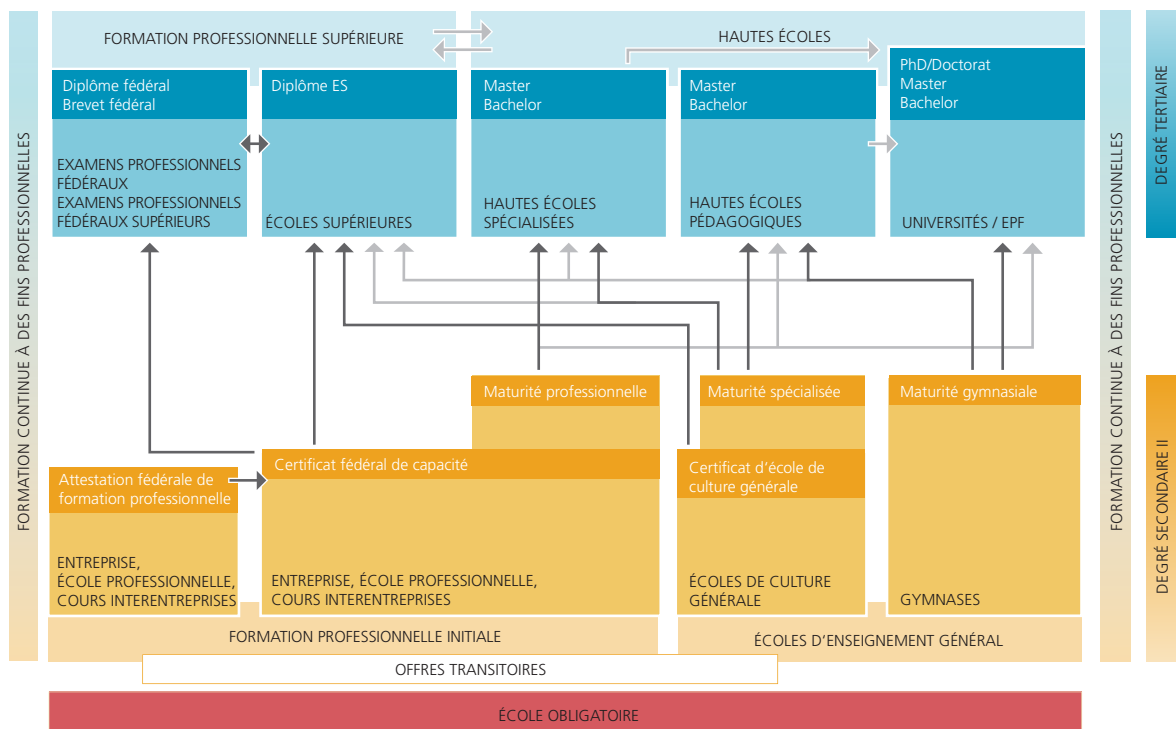 FORMATION CONTINUE À DES FINS PROFESSIONNELLES
FORMATION PROFESSIONNELLE SUPÉRIEURE
HAUTES ÉCOLES
Diplôme fédéral
Brevet fédéral
EXAMENS PROFESSIONNELS
FÉDÉRAUX
EXAMENS PROFESSIONNELS
FÉDÉRAUX SUPÉRIEURS
Diplôme ES
ÉCOLES SUPÉRIEURES
Master
Bachelor
HAUTES ÉCOLES
SPÉCIALISÉES
Master
Bachelor
HAUTES ÉCOLES
PÉDAGOGIQUES
PhD/Doctorat
Master
Bachelor
UNIVERSITÉS / EPF
Attestation fédérale de
formation professionnelle
ENTREPRISE,
ÉCOLE PROFESSIONNELLE,
COURS INTERENTREPRISES
Maturité professionnelle
Certificat fédéral de capacité
ENTREPRISE, ÉCOLE PROFESSIONNELLE,
COURS INTERENTREPRISES
Maturité spécialisée
Certificat d'école de
culture générale
ÉCOLES DE CULTURE
GÉNÉRALE
Maturité gymnasiale
GYMNASES
FORMATION PROFESSIONNELLE INITIALE
ÉCOLES D'ENSEIGNEMENT GÉNÉRAL
OFFRES TRANSITOIRES
ÉCOLE OBLIGATOIRE
FORMATION CONTINUE À DES FINS PROFESSIONNELLES
DEGRÉ TERTIAIRE
DEGRÉ SECONDAIRE II